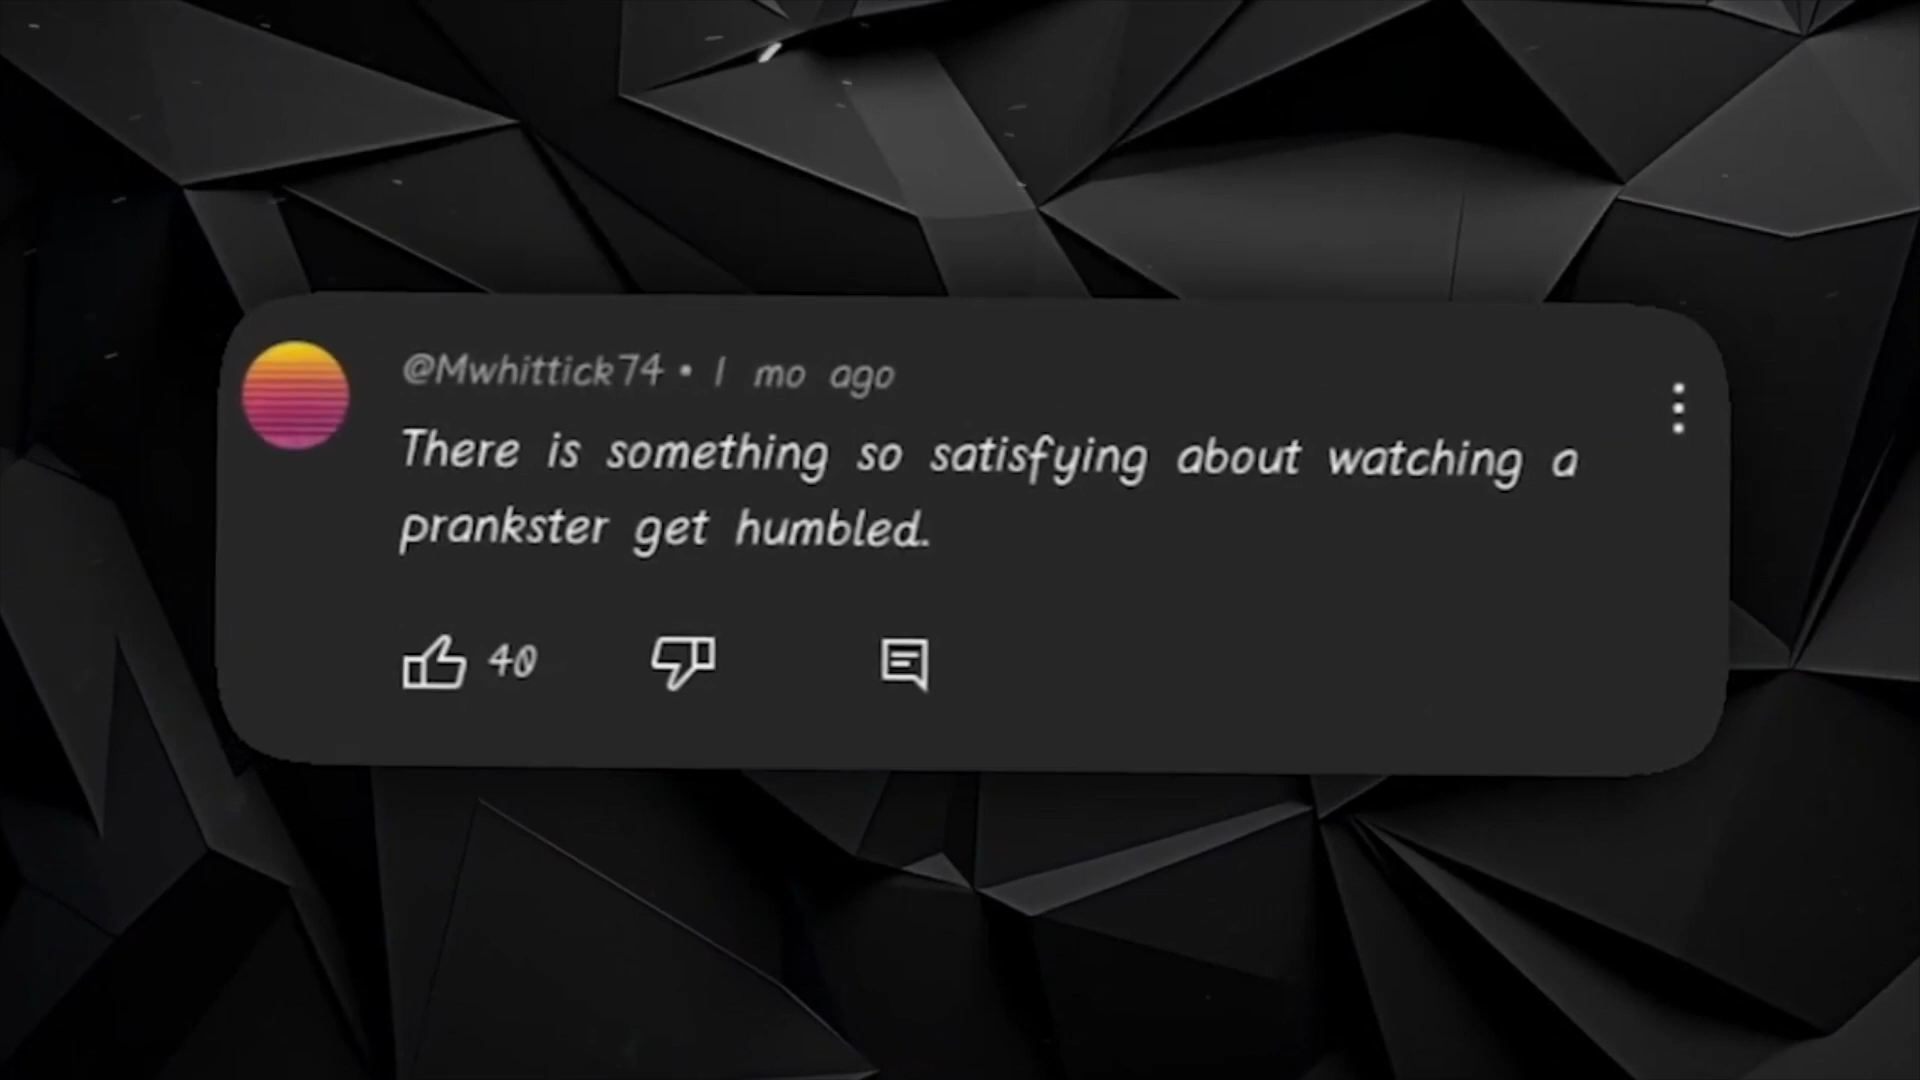 @Mwhittick74 • 1 mo ago
There is something so satisfying about watching a
prankster get humbled.
40